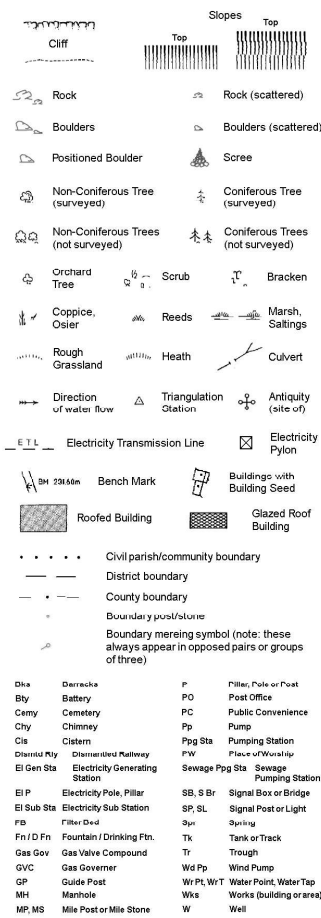 Slopes
Top
Top
Cliff
Rock
Rock (scattered)
Boulders
Boulders (scattered)
Positioned Boulder
Scree
Non-Coniferous Tree
(surveyed)
Coniferous Tree
(surveyed)
Non-Coniferous Trees
(not surveyed)
Coniferous Trees
(not surveyed)
Orchard
Tree
Scrub
Bracken
Coppice,
Osier
Reeds
Marsh,
Saltings
Rough
Grassland
Heath
Culvert
Direction
of water flow
Triangulation
Station
Antiquity
(site of)
ETL
Electricity Transmission Line
Electricity
Pylon
BM 231.60m
Bench Mark
Buildings with
Building Seed
Roofed Building
Glazed Roof
Building
Civil parish/community boundary
District boundary
County boundary
Boundary post/stone
Boundary mereing symbol (note: these
always appear in opposed pairs or groups
of three)
Bks Barracks
Bty Battery
Cemy Cemetery
Chy Chimney
Cis Cistern
Dismtd Rly Dismantled Railway
El Gen Sta Electricity Generating
Station
El P Electricity Pole, Pillar
El Sub Sta Electricity Sub Station
FB Filter Bed
Fn / D Fn Fountain / Drinking Ftn.
Gas Gov Gas Valve Compound
GVC Gas Governer
GP Guide Post
MH Manhole
MP, MS Mile Post or Mile Stone
P Pillar, Pole or Post
PO Post Office
PC Public Convenience
Pp Pump
Ppg Sta Pumping Station
PW Place of Worship
Sewage Ppg Sta Sewage
Pumping Station
SB, S Br Signal Box or Bridge
SP, SL Signal Post or Light
Spr Spring
Tk Tank or Track
Tr Trough
Wd Pp Wind Pump
Wr Pt, Wr T Water Point, Water Tap
Wks Works (building or area)
W Well